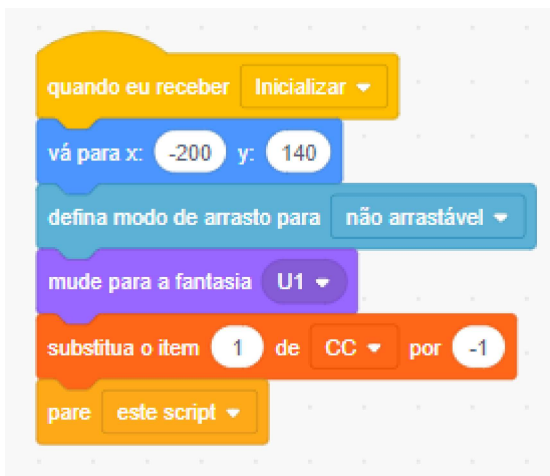 quando eu receber Inicializar
vá para x: -200 y: 140
defina modo de arrasto para não arrastável
mude para a fantasia U1
substitua o item 1 de CC por -1
pare este script